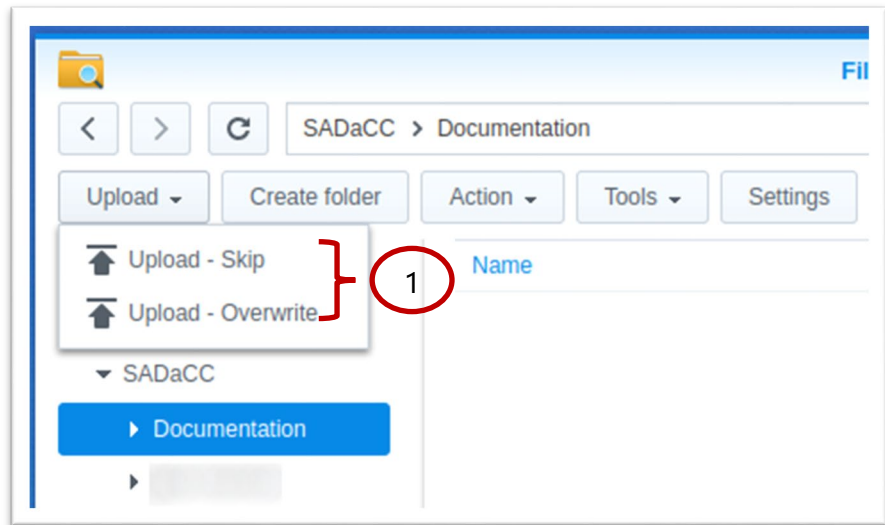 Fil
SADaCC > Documentation
Upload Create folder Action Tools Settings
Upload - Skip
Upload - Overwrite
1
Name
SADaCC
Documentation